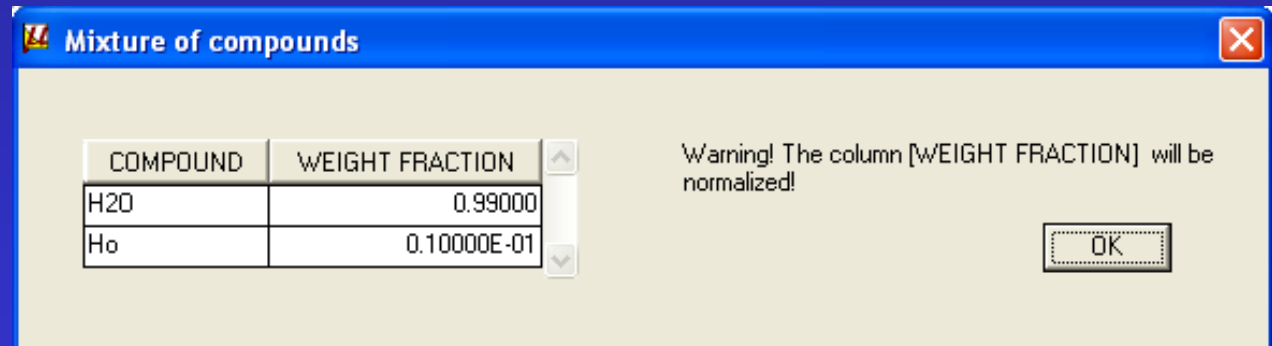 Mixture of compounds
COMPOUND WEIGHT FRACTION
H2O 0.99000
Ho 0.10000E-01
Warning! The column [WEIGHT FRACTION] will be
normalized!
OK